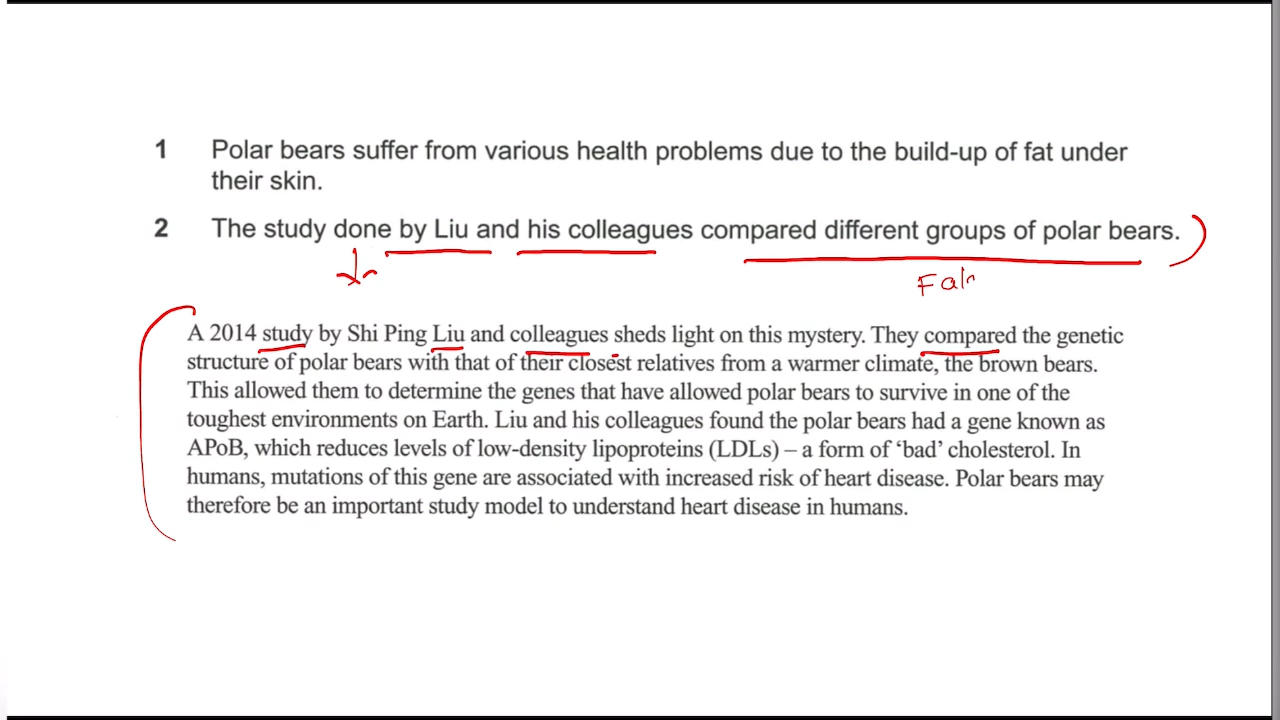 1 Polar bears suffer from various health problems due to the build-up of fat under
their skin.
2 The study done by Liu and his colleagues compared different groups of polar bears.
A 2014 study by Shi Ping Liu and colleagues sheds light on this mystery. They compared the genetic
structure of polar bears with that of their closest relatives from a warmer climate, the brown bears.
This allowed them to determine the genes that have allowed polar bears to survive in one of the
toughest environments on Earth. Liu and his colleagues found the polar bears had a gene known as
APoB, which reduces levels of low-density lipoproteins (LDLs) – a form of ‘bad’ cholesterol. In
humans, mutations of this gene are associated with increased risk of heart disease. Polar bears may
therefore be an important study model to understand heart disease in humans.